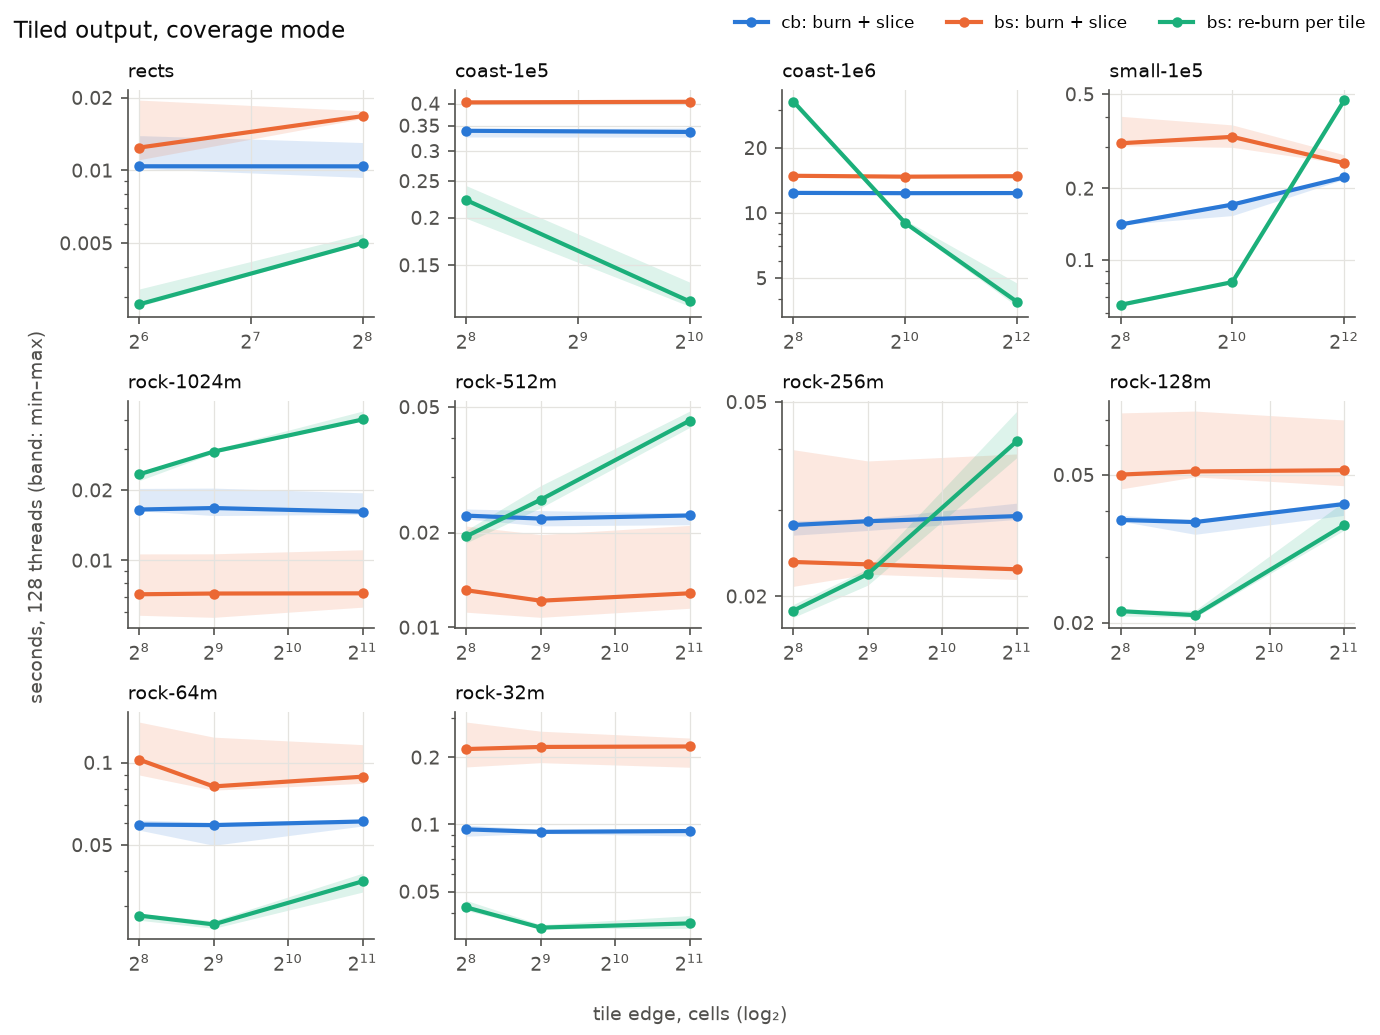 Tiled output, coverage mode
cb: burn + slice bs: burn + slice bs: re-burn per tile
rects coast-1e5 coast-1e6 small-1e5
0.02 0.01 0.005
2⁶ 2⁷ 2⁸
0.4 0.35 0.3 0.25 0.2 0.15
2⁸ 2⁹ 2¹⁰
20 10 5
2⁸ 2¹⁰ 2¹²
0.5 0.2 0.1
2⁸ 2¹⁰ 2¹²
seconds, 128 threads (band: min–max)
rock-1024m rock-512m rock-256m rock-128m
0.02 0.01
2⁸ 2⁹ 2¹⁰ 2¹¹
0.05 0.02 0.01
2⁸ 2⁹ 2¹⁰ 2¹¹
0.05 0.02
2⁸ 2⁹ 2¹⁰ 2¹¹
0.05 0.02
2⁸ 2⁹ 2¹⁰ 2¹¹
rock-64m rock-32m
0.1 0.05
2⁸ 2⁹ 2¹⁰ 2¹¹
0.2 0.1 0.05
2⁸ 2⁹ 2¹⁰ 2¹¹
tile edge, cells (log₂)